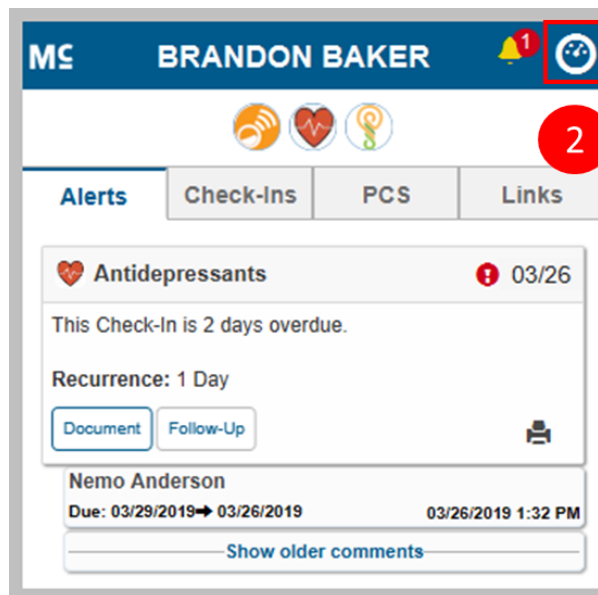 MC BRANDON BAKER 1
2
Alerts Check-Ins PCS Links
Antidepressants 03/26
This Check-In is 2 days overdue.
Recurrence: 1 Day
Document Follow-Up
Nemo Anderson
Due: 03/29/2019➔ 03/26/2019 03/26/2019 1:32 PM
Show older comments